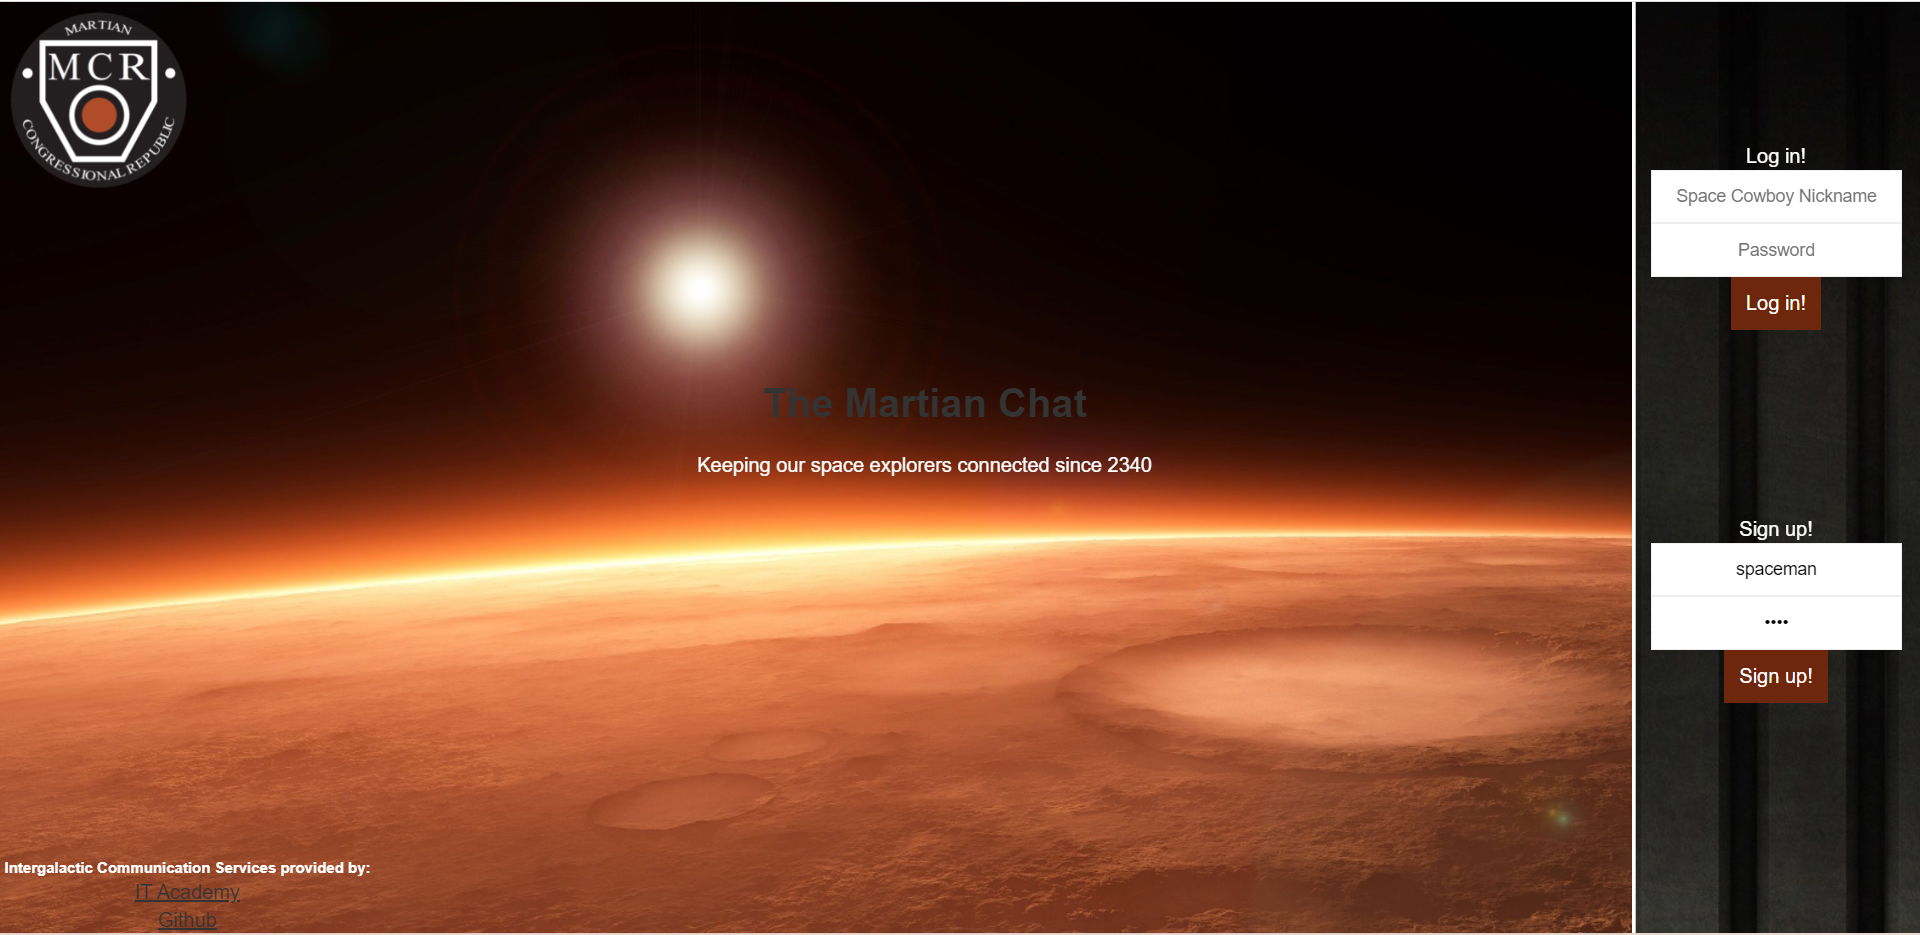 MARTIAN
MCR
CONGRESSIONAL REPUBLIC
The Martian Chat
Keeping our space explorers connected since 2340
Intergalactic Communication Services provided by:
IT Academy
Github
Log in!
Space Cowboy Nickname
Password
Log in!
Sign up!
spaceman
••••
Sign up!